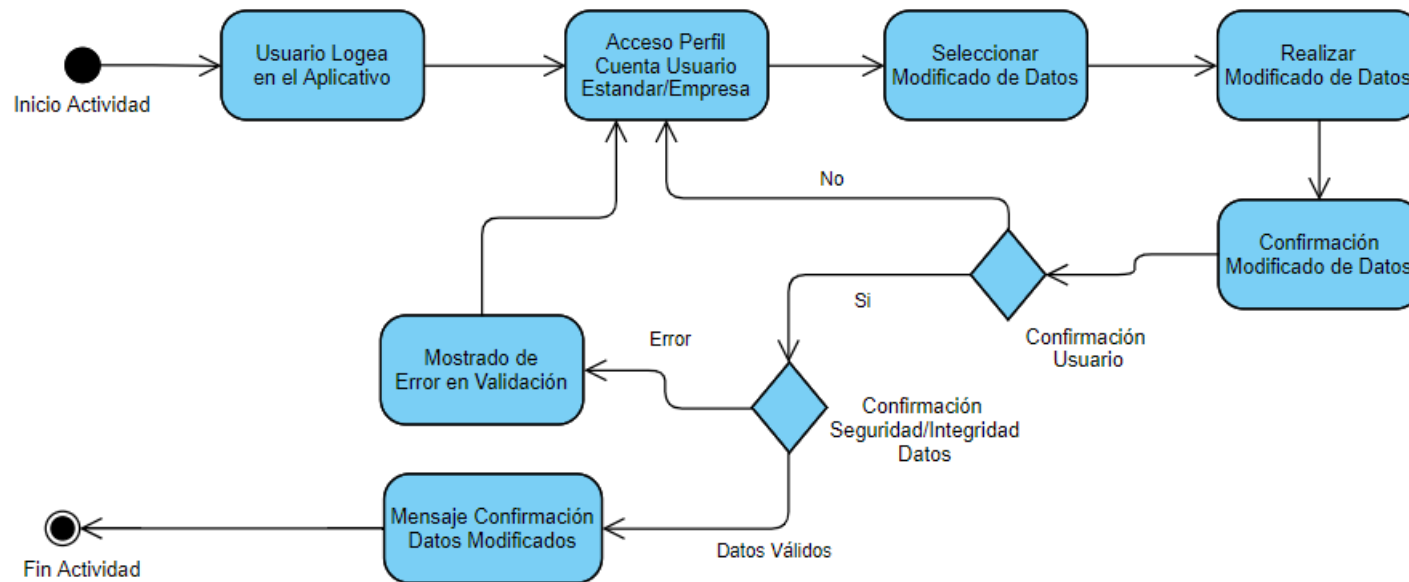 Inicio Actividad
Usuario Logea
en el Aplicativo
Acceso Perfil
Cuenta Usuario
Estandar/Empresa
Seleccionar
Modificado de Datos
Realizar
Modificado de Datos
Confirmación
Modificado de Datos
No
Si
Confirmación
Usuario
Error
Mostrado de
Error en Validación
Confirmación
Seguridad/Integridad
Datos
Datos Válidos
Mensaje Confirmación
Datos Modificados
Fin Actividad